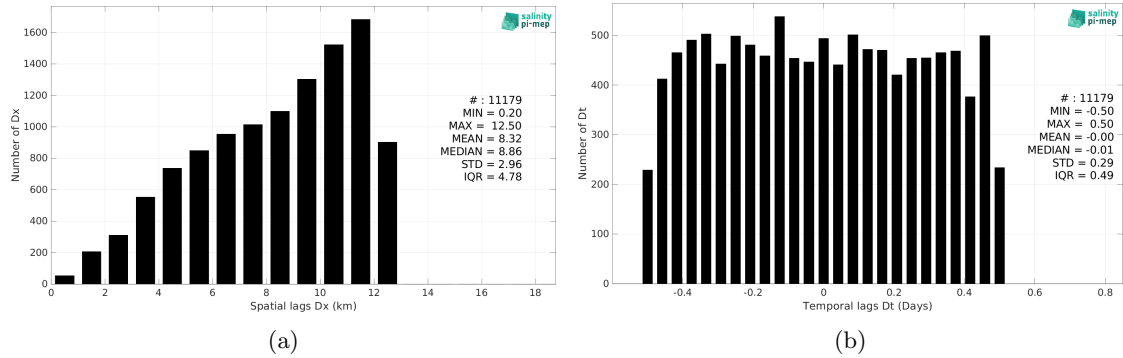 salinity
pi-mep
Number of Dx
1600
1400
1200
1000
800
600
400
200
0
# : 11179
MIN = 0.20
MAX = 12.50
MEAN = 8.32
MEDIAN = 8.86
STD = 2.96
IQR = 4.78
0 2 4 6 8 10 12 14 16 18
Spatial lags Dx (km)
(a)
salinity
pi-mep
Number of Dt
500
400
300
200
100
0
# : 11179
MIN = -0.50
MAX = 0.50
MEAN = -0.00
MEDIAN = -0.01
STD = 0.29
IQR = 0.49
-0.4 -0.2 0 0.2 0.4 0.6 0.8
Temporal lags Dt (Days)
(b)